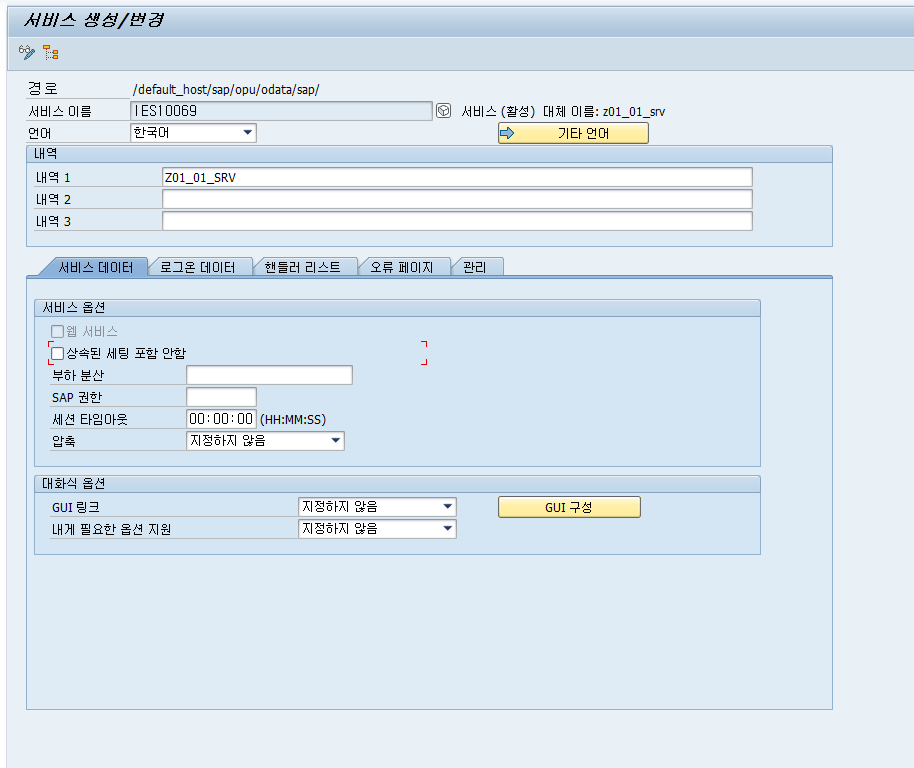 서비스 생성/변경
경로 /default_host/sap/opu/odata/sap/
서비스 이름 IES10069 서비스 (활성) 대체 이름: z01_01_srv
언어 한국어 기타 언어
내역
내역 1 Z01_01_SRV
내역 2
내역 3
서비스 데이터 로그온 데이터 핸들러 리스트 오류 페이지 관리
서비스 옵션
웹 서비스
상속된 세팅 포함 안함
부하 분산
SAP 권한
세션 타임아웃 00:00:00 (HH:MM:SS)
압축 지정하지 않음
대화식 옵션
GUI 링크 지정하지 않음 GUI 구성
내게 필요한 옵션 지원 지정하지 않음